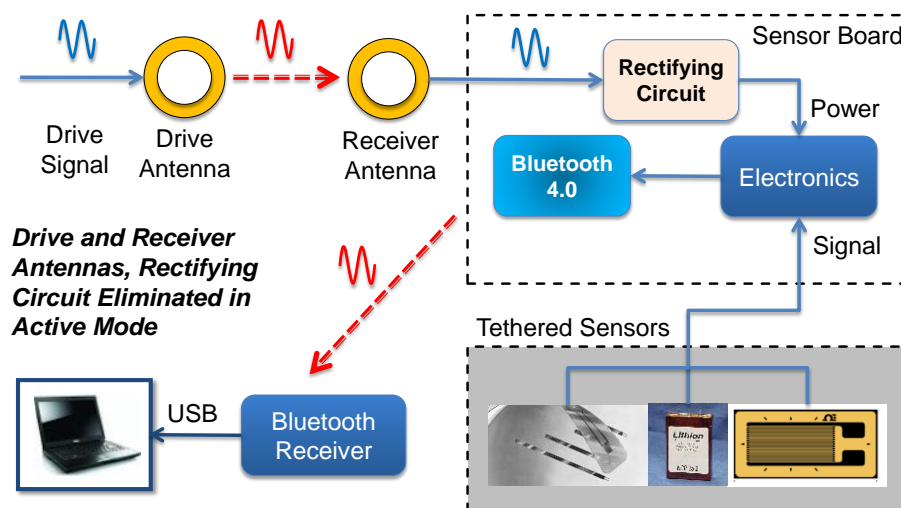 Sensor Board
Rectifying
Circuit
Drive
Signal
Drive
Antenna
Receiver
Antenna
Power
Bluetooth
4.0
Electronics
Signal
Drive and Receiver
Antennas, Rectifying
Circuit Eliminated in
Active Mode
Tethered Sensors
USB
Bluetooth
Receiver
Lithion